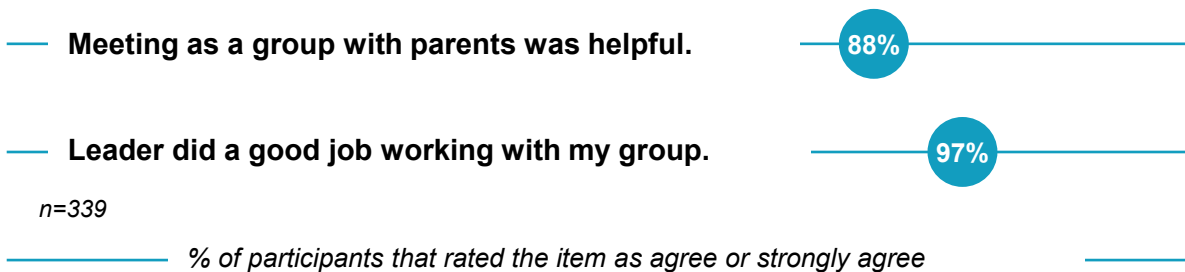 Meeting as a group with parents was helpful. 88%
Leader did a good job working with my group. 97%
n=339
% of participants that rated the item as agree or strongly agree